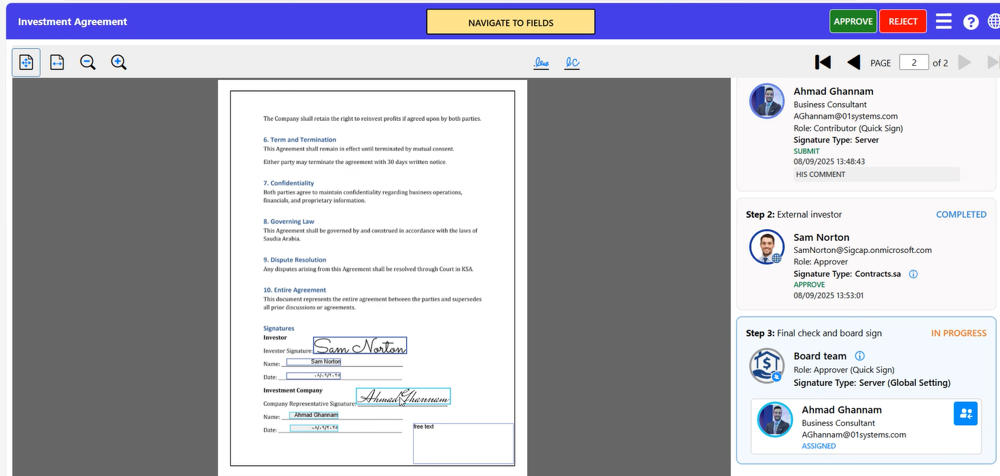 Investment Agreement
NAVIGATE TO FIELDS
APPROVE
REJECT
PAGE 2 of 2
The Company shall retain the right to reinvest profits if agreed upon by both parties.
6. Term and Termination
This Agreement shall remain in effect until terminated by mutual consent.
Either party may terminate the agreement with 30 days written notice.
7. Confidentiality
Both parties agree to maintain confidentiality regarding business operations,
financials, and proprietary information.
8. Governing Law
This Agreement shall be governed by and construed in accordance with the laws of
Saudia Arabia.
9. Dispute Resolution
Any disputes arising from this Agreement shall be resolved through Court in KSA.
10. Entire Agreement
This document represents the entire agreement between the parties and supersedes
all prior discussions or agreements.
Signatures
Investor
Investor Signature: Sam Norton
Name: Sam Norton
Date: ٠٨/٠٩/٢٠٢٥
Investment Company
Company Representative Signature: Ahmad Ghannam
Name: Ahmad Ghannam
Date: ٠٨/٠٩/٢٠٢٥
free text
Ahmad Ghannam
Business Consultant
AGhannam@01systems.com
Role: Contributor (Quick Sign)
Signature Type: Server
SUBMIT
08/09/2025 13:48:43
HIS COMMENT
Step 2: External investor COMPLETED
Sam Norton
SamNorton@Sigcap.onmicrosoft.com
Role: Approver
Signature Type: Contracts.sa
APPROVE
08/09/2025 13:53:01
Step 3: Final check and board sign IN PROGRESS
Board team
Role: Approver (Quick Sign)
Signature Type: Server (Global Setting)
Ahmad Ghannam
Business Consultant
AGhannam@01systems.com
ASSIGNED